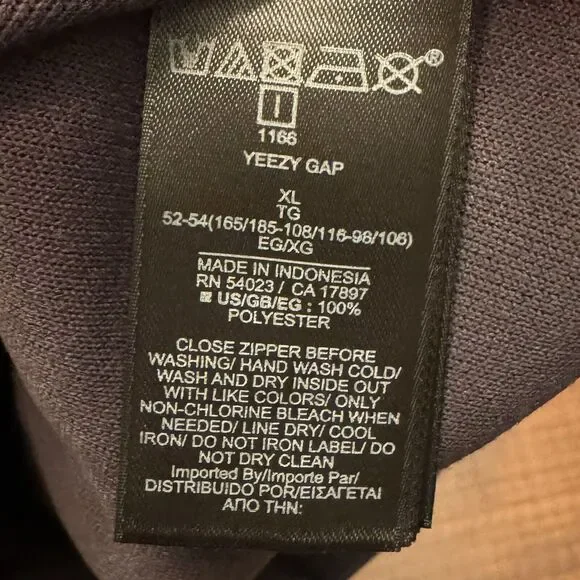 ®
I
1166
YEEZY GAP
XL
TG
52-54(165/185-108/116-98/106)
EG/XG
MADE IN INDONESIA
RN 54023 / CA 17897
US/GB/EG : 100%
POLYESTER
CLOSE ZIPPER BEFORE
WASHING/ HAND WASH COLD/
WASH AND DRY INSIDE OUT
WITH LIKE COLORS/ ONLY
NON-CHLORINE BLEACH WHEN
NEEDED/ LINE DRY/ COOL
IRON/ DO NOT IRON LABEL/ DO
NOT DRY CLEAN
Imported By/Importe Par/
DISTRIBUIDO POR/ΕΙΣΑΓΕΤΑΙ
ΑΠΟ ΤΗΝ: